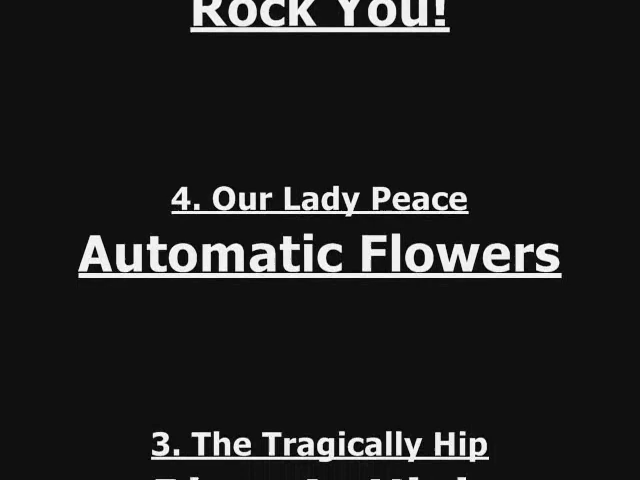 Rock You!
4. Our Lady Peace
Automatic Flowers
3. The Tragically Hip